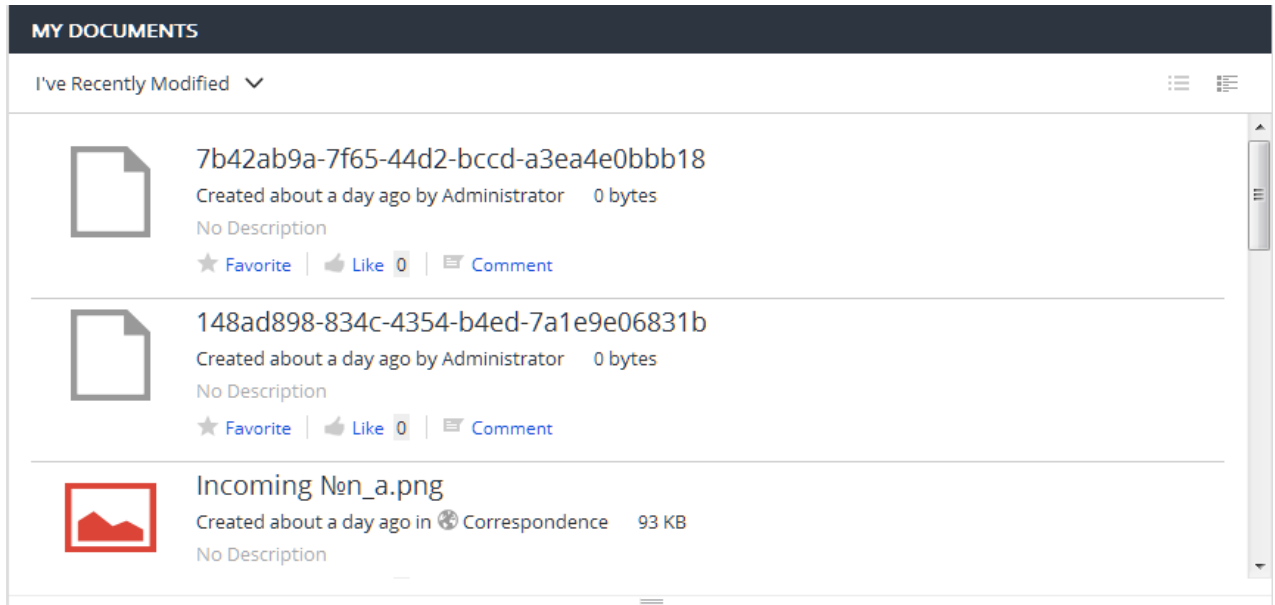 MY DOCUMENTS
I've Recently Modified
7b42ab9a-7f65-44d2-bccd-a3ea4e0bbb18
Created about a day ago by Administrator 0 bytes
No Description
Favorite Like 0 Comment
148ad898-834c-4354-b4ed-7a1e9e06831b
Created about a day ago by Administrator 0 bytes
No Description
Favorite Like 0 Comment
Incoming №n_a.png
Created about a day ago in Correspondence 93 KB
No Description